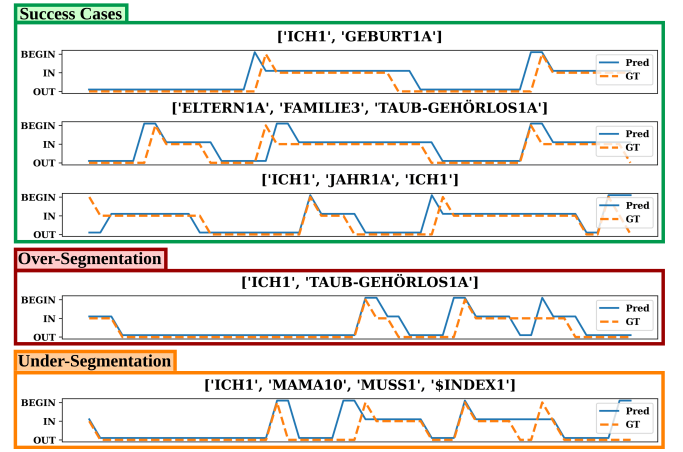 Success Cases
['ICH1', 'GEBURT1A']
BEGIN
IN
OUT
Pred
GT
['ELTERN1A', 'FAMILIE3', 'TAUB-GEHÖRLOS1A']
BEGIN
IN
OUT
Pred
GT
['ICH1', 'JAHR1A', 'ICH1']
BEGIN
IN
OUT
Pred
GT
Over-Segmentation
['ICH1', 'TAUB-GEHÖRLOS1A']
BEGIN
IN
OUT
Pred
GT
Under-Segmentation
['ICH1', 'MAMA10', 'MUSS1', '$INDEX1']
BEGIN
IN
OUT
Pred
GT